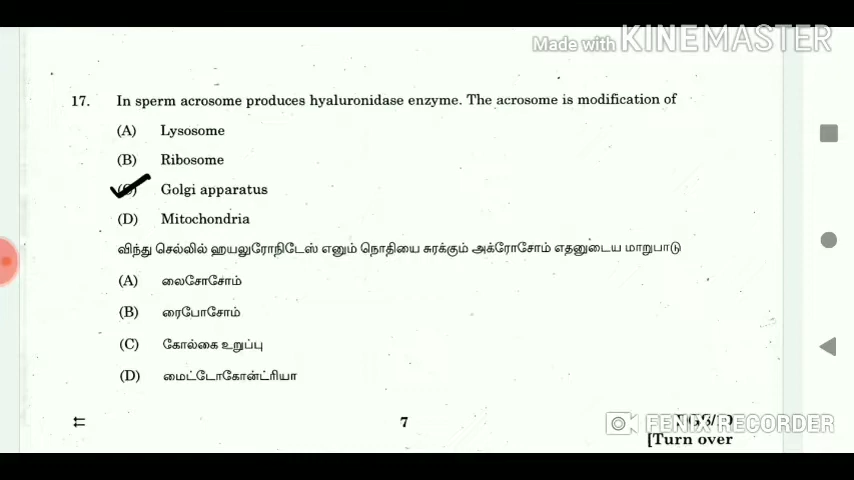 Made with KINEMASTER
17. In sperm acrosome produces hyaluronidase enzyme. The acrosome is modification of
(A) Lysosome
(B) Ribosome
(C) Golgi apparatus
(D) Mitochondria
விந்து செல்லில் ஹயலுரோநிடேஸ் எனும் நொதியை சுரக்கும் அக்ரோசோம் எதனுடைய மாறுபாடு
(A) லைசோசோம்
(B) ரைபோசோம்
(C) கோல்கை உறுப்பு
(D) மைட்டோகோன்ட்ரியா
7
FENIX RECORDER
[Turn over